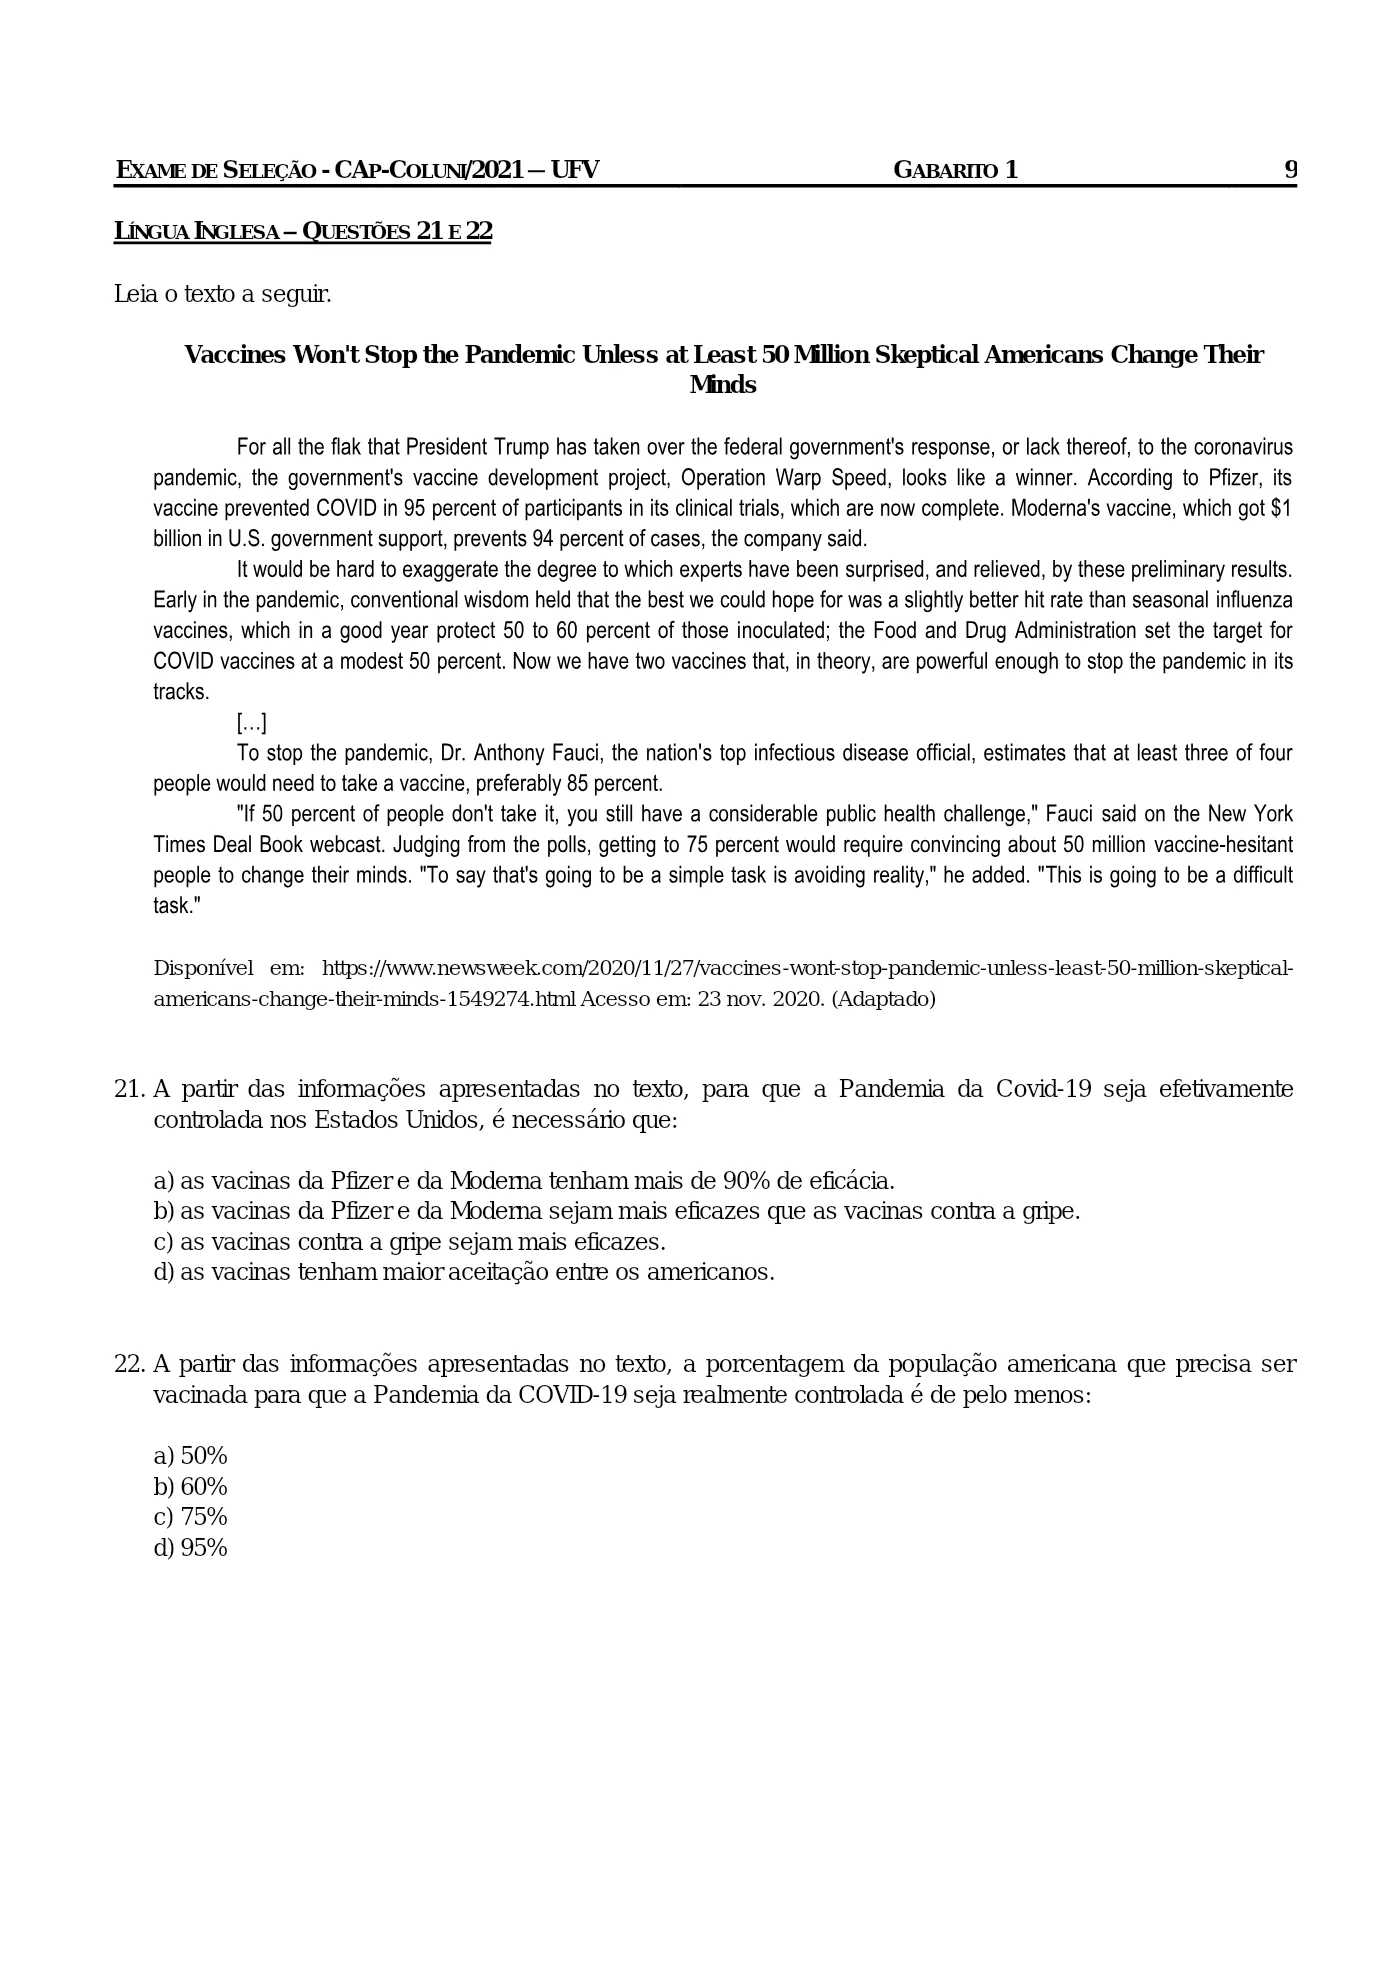 EXAME DE SELEÇÃO - CAP-COLUNI/2021 — UFV GABARITO 1 9
LÍNGUA INGLESA – QUESTÕES 21 E 22
Leia o texto a seguir.
Vaccines Won't Stop the Pandemic Unless at Least 50 Million Skeptical Americans Change Their
Minds
For all the flak that President Trump has taken over the federal government's response, or lack thereof, to the coronavirus
pandemic, the government's vaccine development project, Operation Warp Speed, looks like a winner. According to Pfizer, its
vaccine prevented COVID in 95 percent of participants in its clinical trials, which are now complete. Moderna's vaccine, which got $1
billion in U.S. government support, prevents 94 percent of cases, the company said.
It would be hard to exaggerate the degree to which experts have been surprised, and relieved, by these preliminary results.
Early in the pandemic, conventional wisdom held that the best we could hope for was a slightly better hit rate than seasonal influenza
vaccines, which in a good year protect 50 to 60 percent of those inoculated; the Food and Drug Administration set the target for
COVID vaccines at a modest 50 percent. Now we have two vaccines that, in theory, are powerful enough to stop the pandemic in its
tracks.
[…]
To stop the pandemic, Dr. Anthony Fauci, the nation's top infectious disease official, estimates that at least three of four
people would need to take a vaccine, preferably 85 percent.
"If 50 percent of people don't take it, you still have a considerable public health challenge," Fauci said on the New York
Times Deal Book webcast. Judging from the polls, getting to 75 percent would require convincing about 50 million vaccine-hesitant
people to change their minds. "To say that's going to be a simple task is avoiding reality," he added. "This is going to be a difficult
task."
Disponível em: https://www.newsweek.com/2020/11/27/vaccines-wont-stop-pandemic-unless-least-50-million-skeptical-
americans-change-their-minds-1549274.html Acesso em: 23 nov. 2020. (Adaptado)
21. A partir das informações apresentadas no texto, para que a Pandemia da Covid-19 seja efetivamente
controlada nos Estados Unidos, é necessário que:
a) as vacinas da Pfizer e da Moderna tenham mais de 90% de eficácia.
b) as vacinas da Pfizer e da Moderna sejam mais eficazes que as vacinas contra a gripe.
c) as vacinas contra a gripe sejam mais eficazes.
d) as vacinas tenham maior aceitação entre os americanos.
22. A partir das informações apresentadas no texto, a porcentagem da população americana que precisa ser
vacinada para que a Pandemia da COVID-19 seja realmente controlada é de pelo menos:
a) 50%
b) 60%
c) 75%
d) 95%